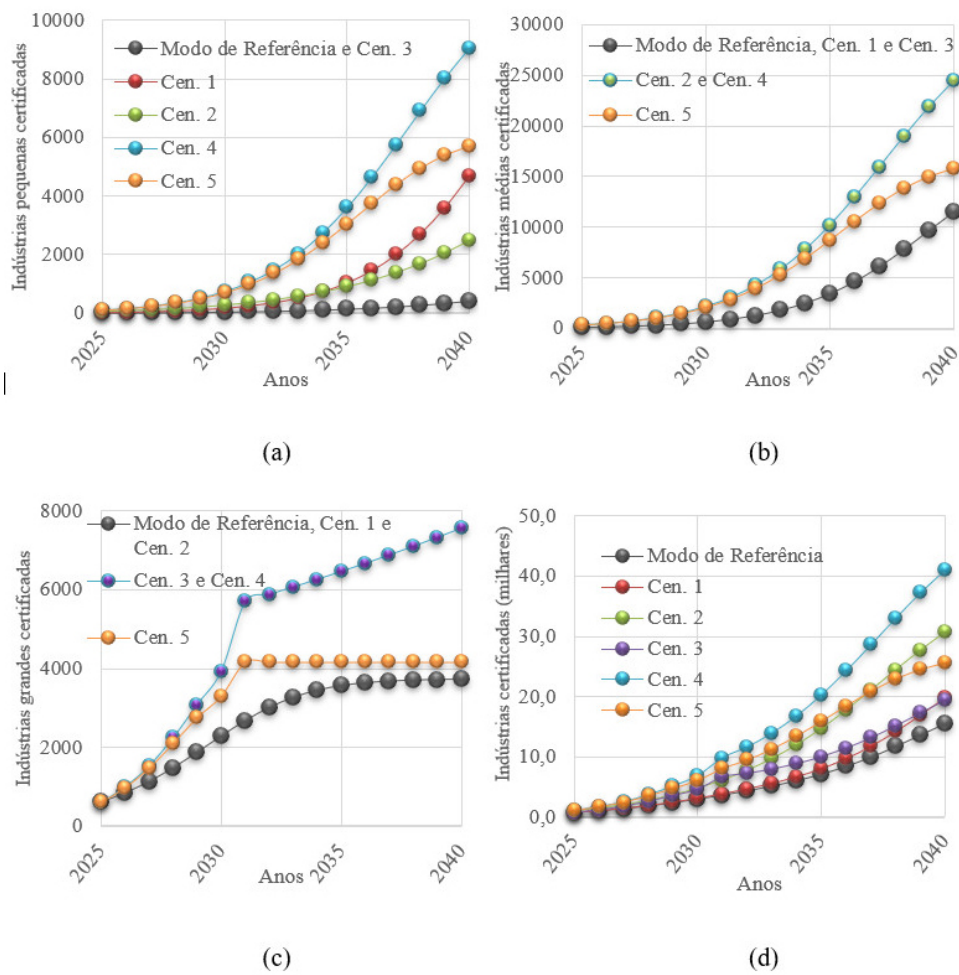 Indústrias pequenas certificadas
10000
8000
6000
4000
2000
0
Modo de Referência e Cen. 3
Cen. 1
Cen. 2
Cen. 4
Cen. 5
2025
2030
2035
2040
Anos
(a)
Indústrias médias certificadas
30000
25000
20000
15000
10000
5000
0
Modo de Referência, Cen. 1 e Cen. 3
Cen. 2 e Cen. 4
Cen. 5
2025
2030
2035
2040
Anos
(b)
Indústrias grandes certificadas
8000
6000
4000
2000
0
Modo de Referência, Cen. 1 e
Cen. 2
Cen. 3 e Cen. 4
Cen. 5
2025
2030
2035
2040
Anos
(c)
Indústrias certificadas (milhares)
50,0
40,0
30,0
20,0
10,0
0,0
Modo de Referência
Cen. 1
Cen. 2
Cen. 3
Cen. 4
Cen. 5
2025
2030
2035
2040
Anos
(d)